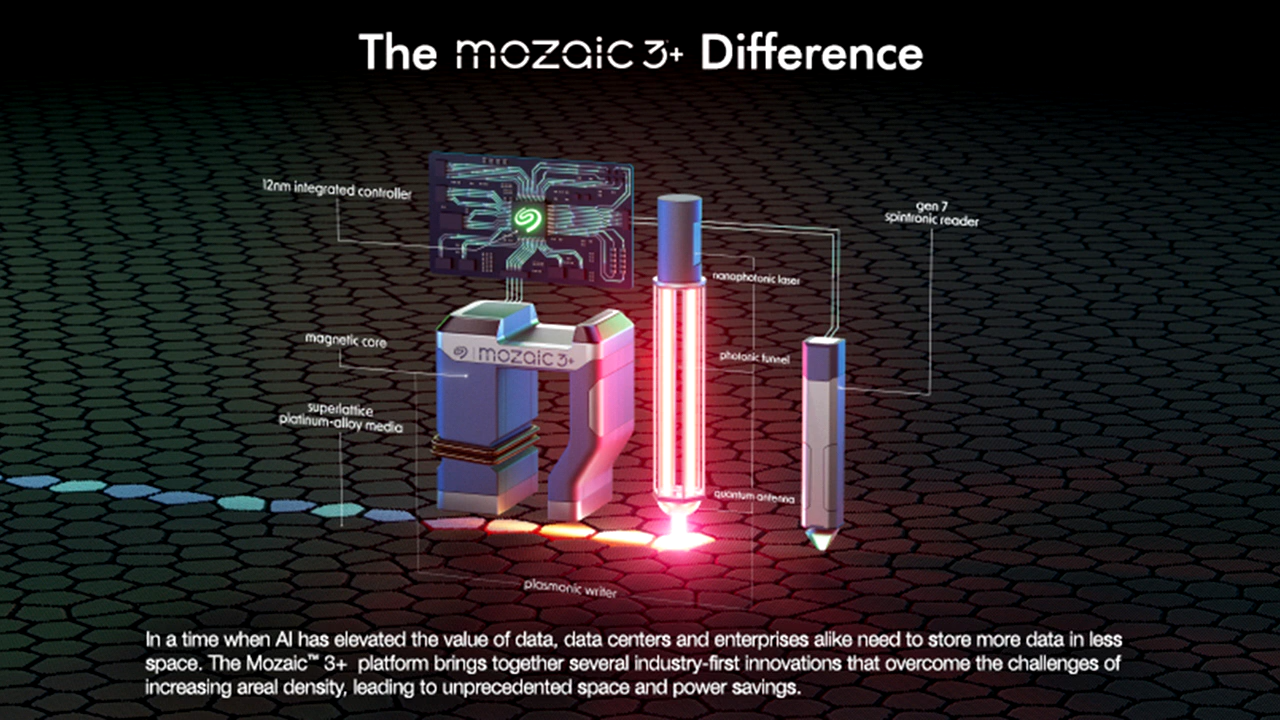 The mozaic 3+ Difference
12nm integrated controller
gen 7
spintronic reader
nanophotonic laser
magnetic core
mozaic 3+
photonic tunnel
superlattice
platinum-alloy media
quantum antenna
plasmonic writer
In a time when AI has elevated the value of data, data centers and enterprises alike need to store more data in less
space. The Mozaic™ 3+ platform brings together several industry-first innovations that overcome the challenges of
increasing areal density, leading to unprecedented space and power savings.